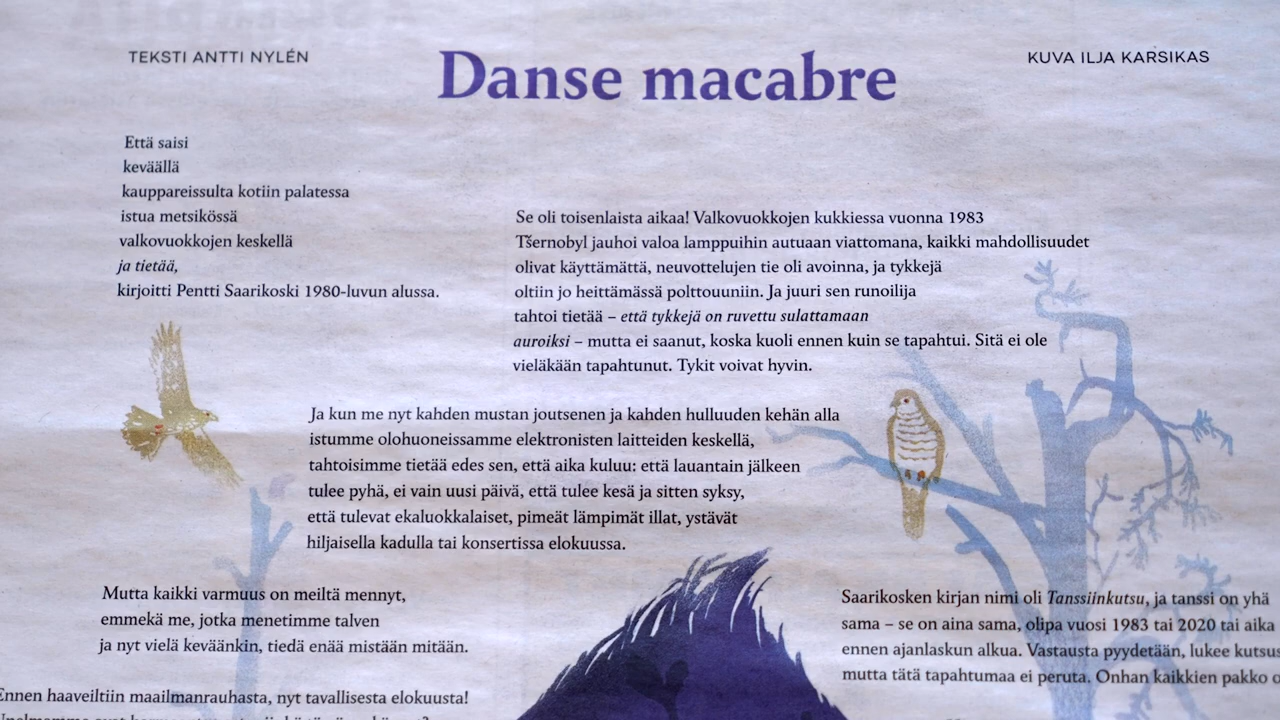 TEKSTI ANTTI NYLÉN
Danse macabre
KUVA ILJA KARSIKAS
Että saisi
keväällä
kauppareissulta kotiin palatessa
istua metsikössä
valkovuokkojen keskellä
ja tietää,
kirjoitti Pentti Saarikoski 1980-luvun alussa.
Se oli toisenlaista aikaa! Valkovuokkojen kukkiessa vuonna 1983
Tšernobyl jauhoi valoa lamppuihin autuaan viattomana, kaikki mahdollisuudet
olivat käyttämättä, neuvottelujen tie oli avoinna, ja tykkejä
oltiin jo heittämässä polttouuniin. Ja juuri sen runoilija
tahtoi tietää – että tykkejä on ruvettu sulattamaan
auroiksi – mutta ei saanut, koska kuoli ennen kuin se tapahtui. Sitä ei ole
vieläkään tapahtunut. Tykit voivat hyvin.
Ja kun me nyt kahden mustan joutsenen ja kahden hulluuden kehän alla
istumme olohuoneissamme elektronisten laitteiden keskellä,
tahtoisimme tietää edes sen, että aika kuluu: että lauantain jälkeen
tulee pyhä, ei vain uusi päivä, että tulee kesä ja sitten syksy,
että tulevat ekaluokkalaiset, pimeät lämpimät illat, ystävät
hiljaisella kadulla tai konsertissa elokuussa.
Mutta kaikki varmuus on meiltä mennyt,
emmekä me, jotka menetimme talven
ja nyt vielä keväänkin, tiedä enää mistään mitään.
Ennen haaveiltiin maailmanrauhasta, nyt tavallisesta elokuusta!
Saarikosken kirjan nimi oli Tanssiinkutsu, ja tanssi on yhä
sama – se on aina sama, olipa vuosi 1983 tai 2020 tai aika
ennen ajanlaskun alkua. Vastausta pyydetään, lukee kutsus
mutta tätä tapahtumaa ei peruta. Onhan kaikkien pakko